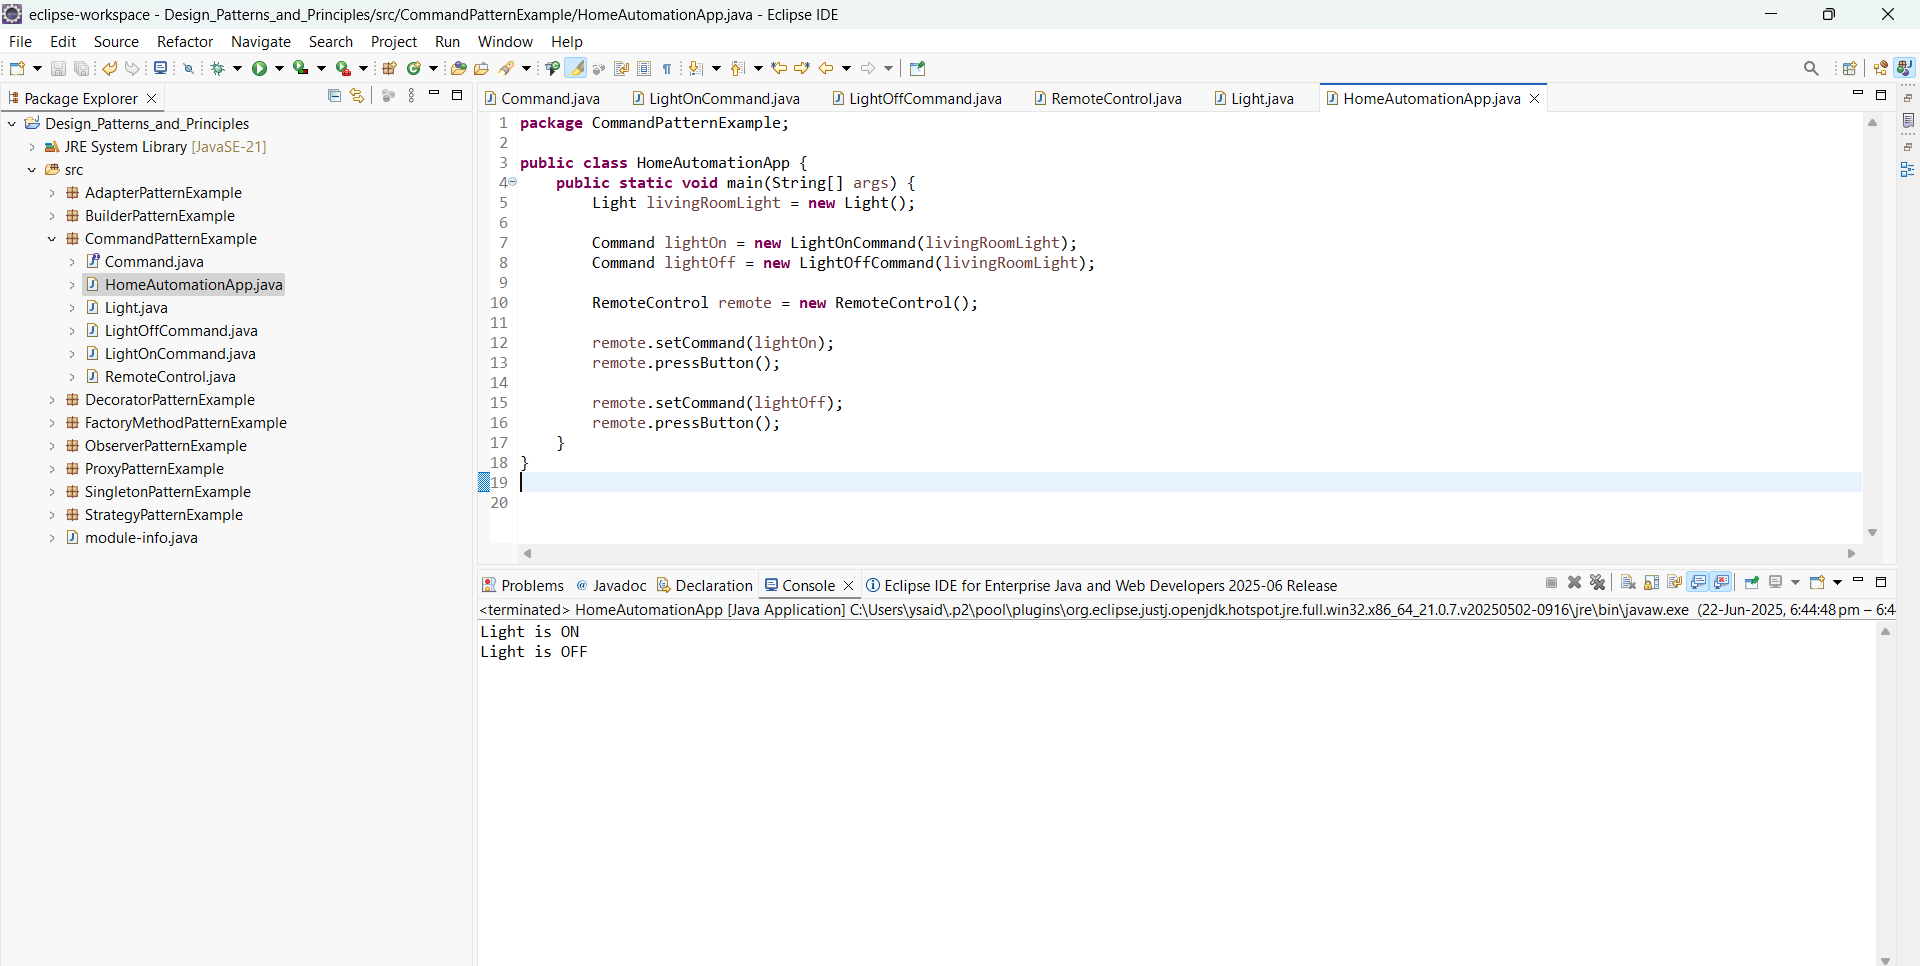 eclipse-workspace - Design_Patterns_and_Principles/src/CommandPatternExample/HomeAutomationApp.java - Eclipse IDE
File Edit Source Refactor Navigate Search Project Run Window Help
Package Explorer
Design_Patterns_and_Principles
JRE System Library [JavaSE-21]
src
AdapterPatternExample
BuilderPatternExample
CommandPatternExample
Command.java
HomeAutomationApp.java
Light.java
LightOffCommand.java
LightOnCommand.java
RemoteControl.java
DecoratorPatternExample
FactoryMethodPatternExample
ObserverPatternExample
ProxyPatternExample
SingletonPatternExample
StrategyPatternExample
module-info.java
Command.java LightOnCommand.java LightOffCommand.java RemoteControl.java Light.java HomeAutomationApp.java
1 package CommandPatternExample;
2
3 public class HomeAutomationApp {
4     public static void main(String[] args) {
5         Light livingRoomLight = new Light();
6
7         Command lightOn = new LightOnCommand(livingRoomLight);
8         Command lightOff = new LightOffCommand(livingRoomLight);
9
10         RemoteControl remote = new RemoteControl();
11
12         remote.setCommand(lightOn);
13         remote.pressButton();
14
15         remote.setCommand(lightOff);
16         remote.pressButton();
17     }
18 }
19
20
Problems Javadoc Declaration Console Eclipse IDE for Enterprise Java and Web Developers 2025-06 Release
<terminated> HomeAutomationApp [Java Application] C:\Users\ysaid\.p2\pool\plugins\org.eclipse.justj.openjdk.hotspot.jre.full.win32.x86_64_21.0.7.v20250502-0916\jre\bin\javaw.exe (22-Jun-2025, 6:44:48 pm – 6:4
Light is ON
Light is OFF